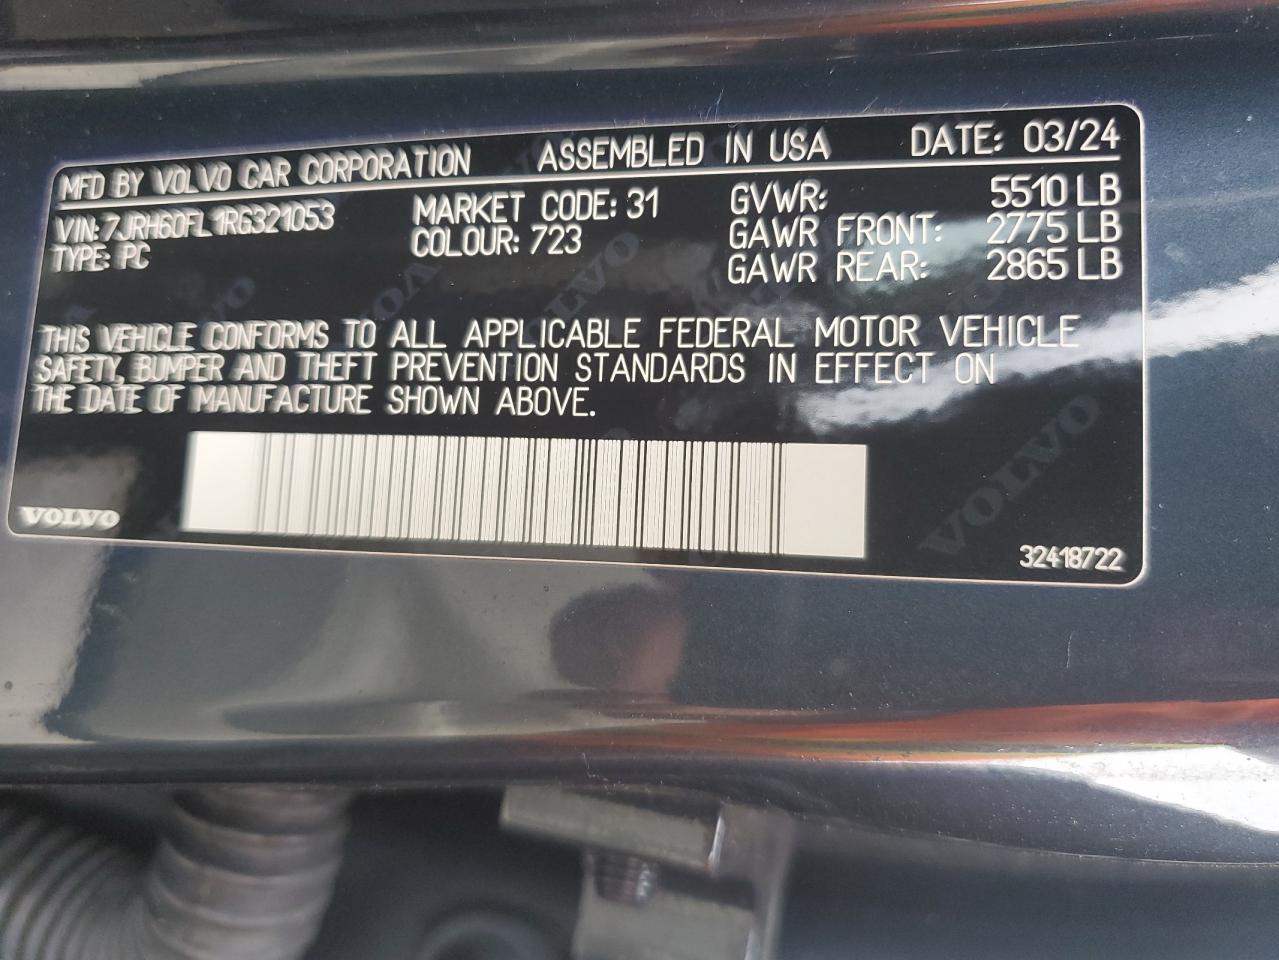 MFD BY VOLVO CAR CORPORATION ASSEMBLED IN USA DATE: 03/24
VIN: 7JRH60FL1RG321053 MARKET CODE: 31 GVWR: 5510 LB
TYPE: PC COLOUR: 723 GAWR FRONT: 2775 LB
GAWR REAR: 2865 LB
THIS VEHICLE CONFORMS TO ALL APPLICABLE FEDERAL MOTOR VEHICLE
SAFETY, BUMPER AND THEFT PREVENTION STANDARDS IN EFFECT ON
THE DATE OF MANUFACTURE SHOWN ABOVE.
VOLVO
VOLVO
VOLVO
32418722